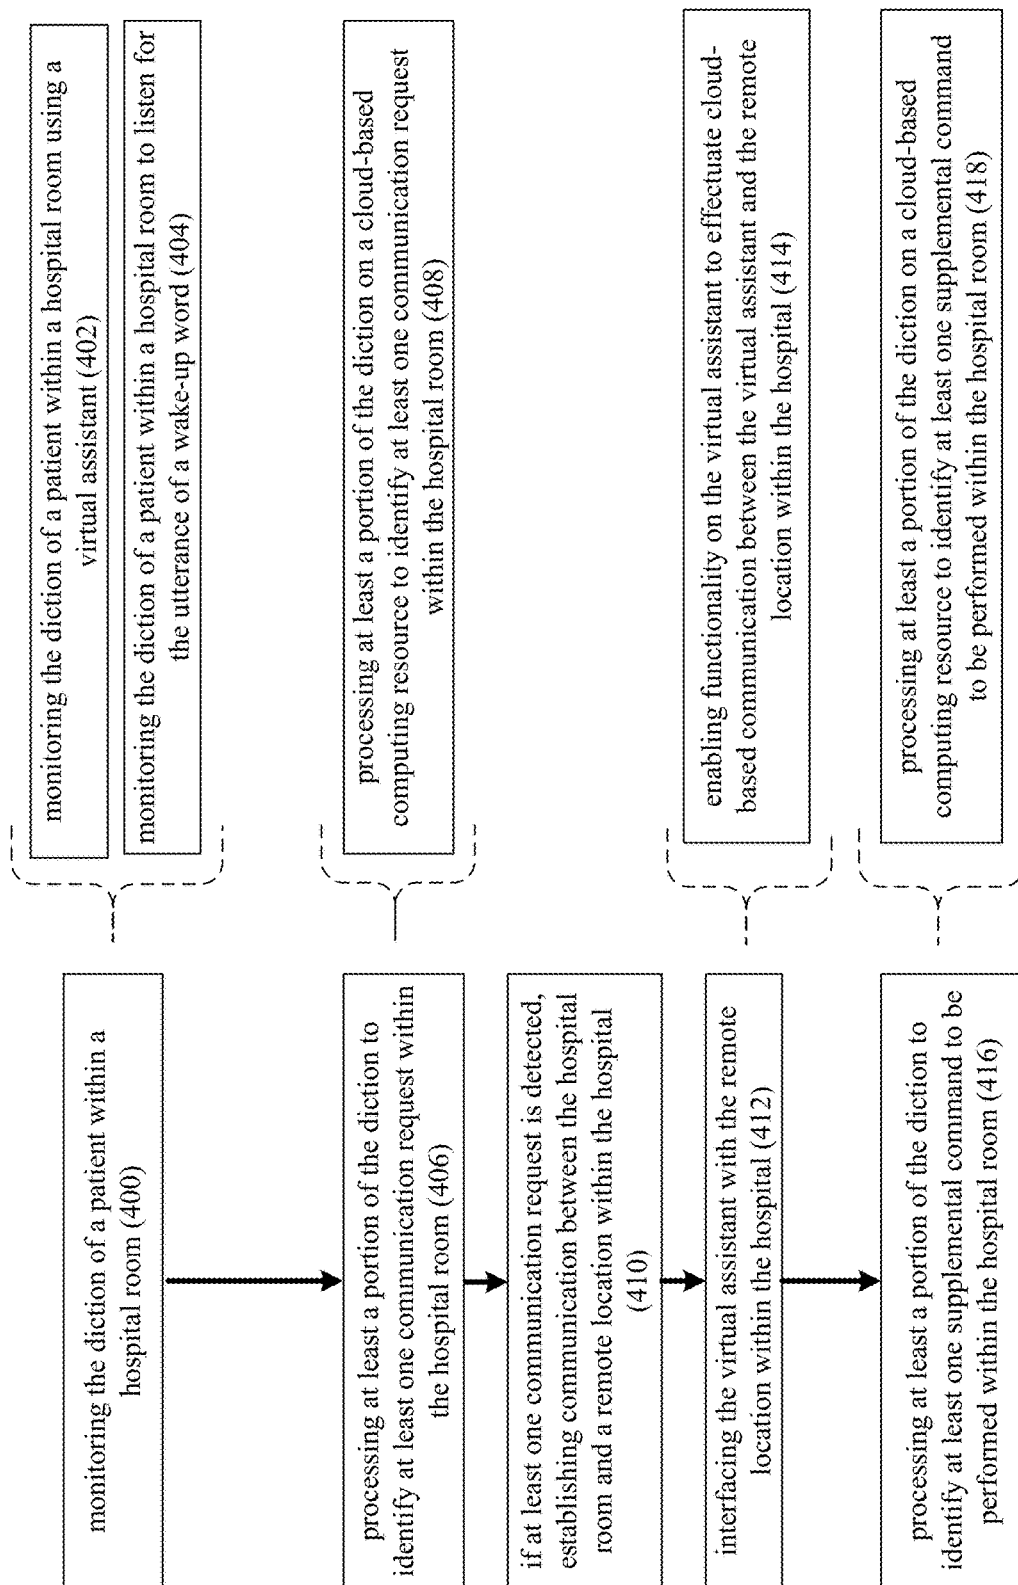 monitoring the diction of a patient within a
hospital room (400)
monitoring the diction of a patient within a hospital room using a
virtual assistant (402)
monitoring the diction of a patient within a hospital room to listen for
the utterance of a wake-up word (404)
processing at least a portion of the diction to
identify at least one communication request within
the hospital room (406)
processing at least a portion of the diction on a cloud-based
computing resource to identify at least one communication request
within the hospital room (408)
if at least one communication request is detected,
establishing communication between the hospital
room and a remote location within the hospital
(410)
interfacing the virtual assistant with the remote
location within the hospital (412)
enabling functionality on the virtual assistant to effectuate cloud-
based communication between the virtual assistant and the remote
location within the hospital (414)
processing at least a portion of the diction to
identify at least one supplemental command to be
performed within the hospital room (416)
processing at least a portion of the diction on a cloud-based
computing resource to identify at least one supplemental command
to be performed within the hospital room (418)